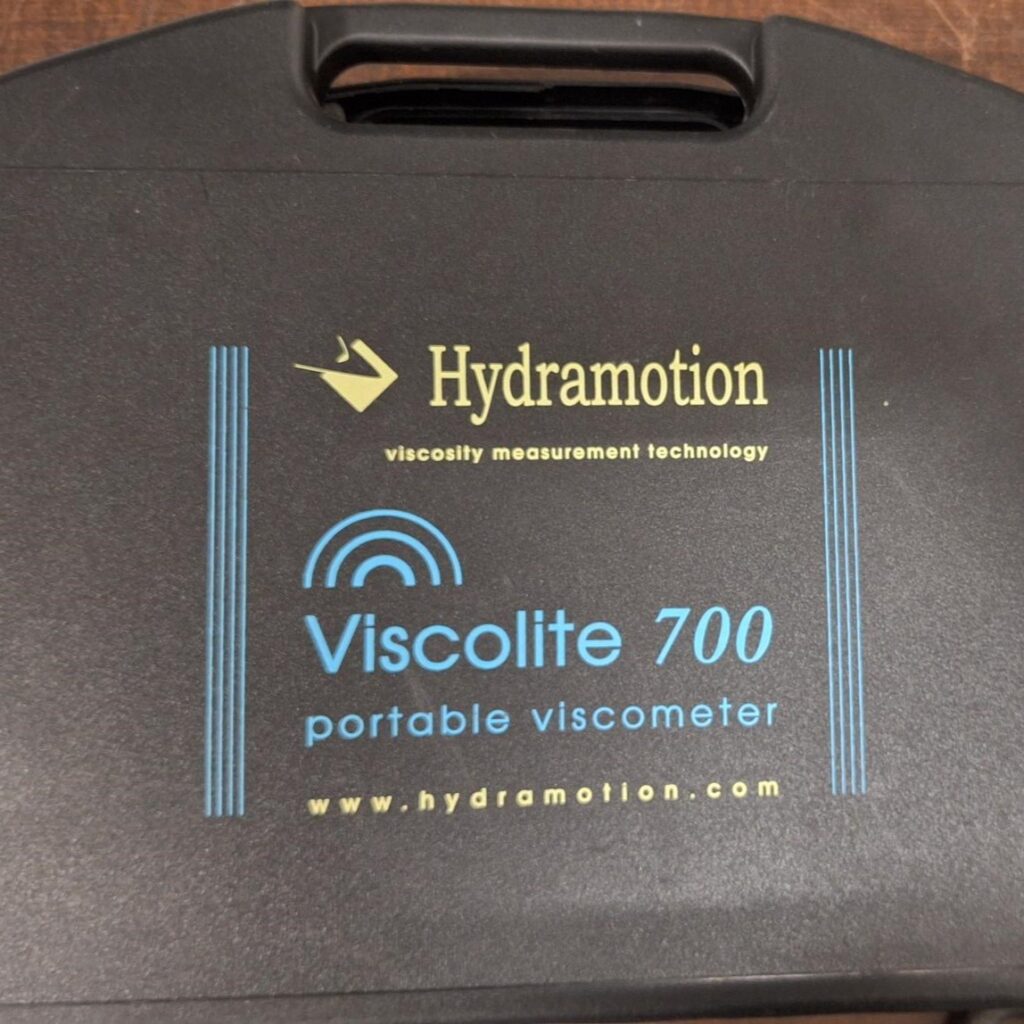 Hydramotion
viscosity measurement technology
Viscolite 700
portable viscometer
www.hydramotion.com